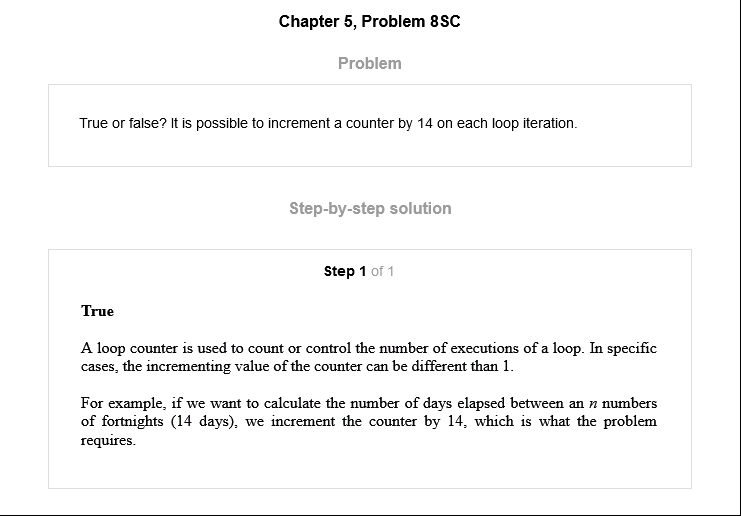 Chapter 5, Problem 8SC
Problem
True or false? It is possible to increment a counter by 14 on each loop iteration.
Step-by-step solution
Step 1 of 1
True
A loop counter is used to count or control the number of executions of a loop. In specific
cases, the incrementing value of the counter can be different than 1.
For example, if we want to calculate the number of days elapsed between an n numbers
of fortnights (14 days), we increment the counter by 14, which is what the problem
requires.